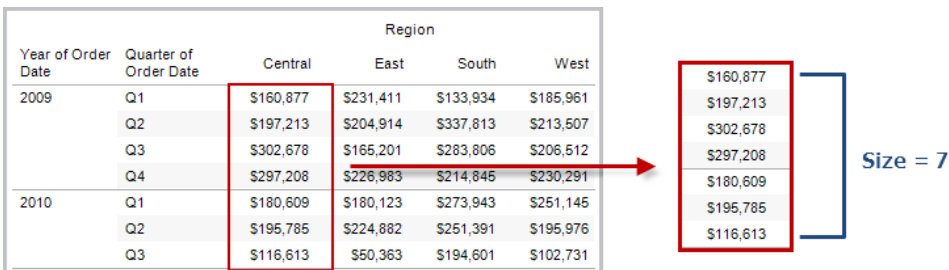 Region
Year of Order Date Quarter of Order Date Central East South West
2009 Q1 $160,877 $231,411 $133,934 $185,961
Q2 $197,213 $204,914 $337,813 $213,507
Q3 $302,678 $165,201 $283,806 $206,512
Q4 $297,208 $226,983 $214,845 $230,291
2010 Q1 $180,609 $180,123 $273,943 $251,145
Q2 $195,785 $224,882 $251,391 $195,976
Q3 $116,613 $50,363 $194,601 $102,731
$160,877
$197,213
$302,678
$297,208
$180,609
$195,785
$116,613
Size = 7